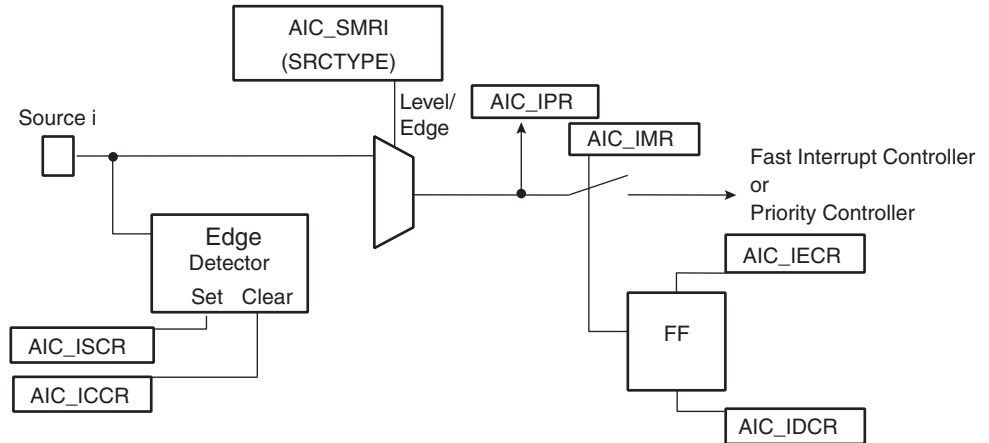 AIC_SMRI
(SRCTYPE)
Source i
Level/
Edge
AIC_IPR
AIC_IMR
Fast Interrupt Controller
or
Priority Controller
Edge
Detector
Set Clear
AIC_IECR
FF
AIC_ISCR
AIC_ICCR
AIC_IDCR